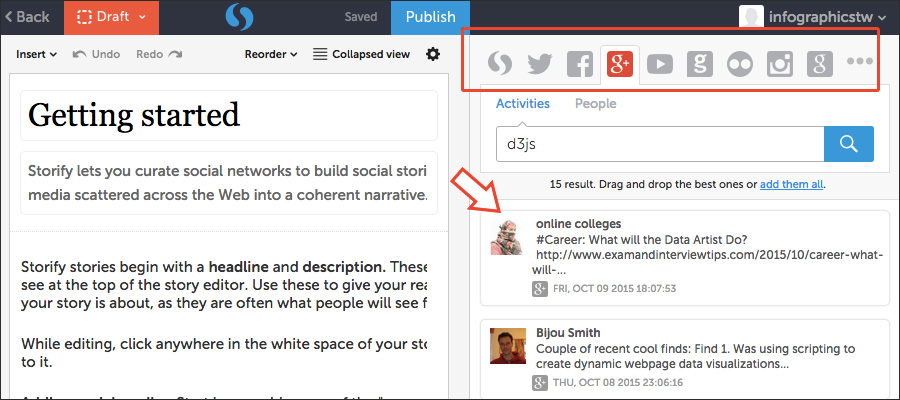 Back
Draft
Saved
Publish
infographicstw
Insert
Undo
Redo
Reorder
Collapsed view
Getting started
Storify lets you curate social networks to build social stori
media scattered across the Web into a coherent narrative.
Storify stories begin with a headline and description. These
see at the top of the story editor. Use these to give your rea
your story is about, as they are often what people will see f
While editing, click anywhere in the white space of your sto
to it.
Activities
People
d3js
15 result. Drag and drop the best ones or add them all.
online colleges
#Career: What will the Data Artist Do?
http://www.examandinterviewtips.com/2015/10/career-what-
will-...
FRI, OCT 09 2015 18:07:53
Bijou Smith
Couple of recent cool finds: Find 1. Was using scripting to
create dynamic webpage data visualizations...
THU, OCT 08 2015 23:06:16